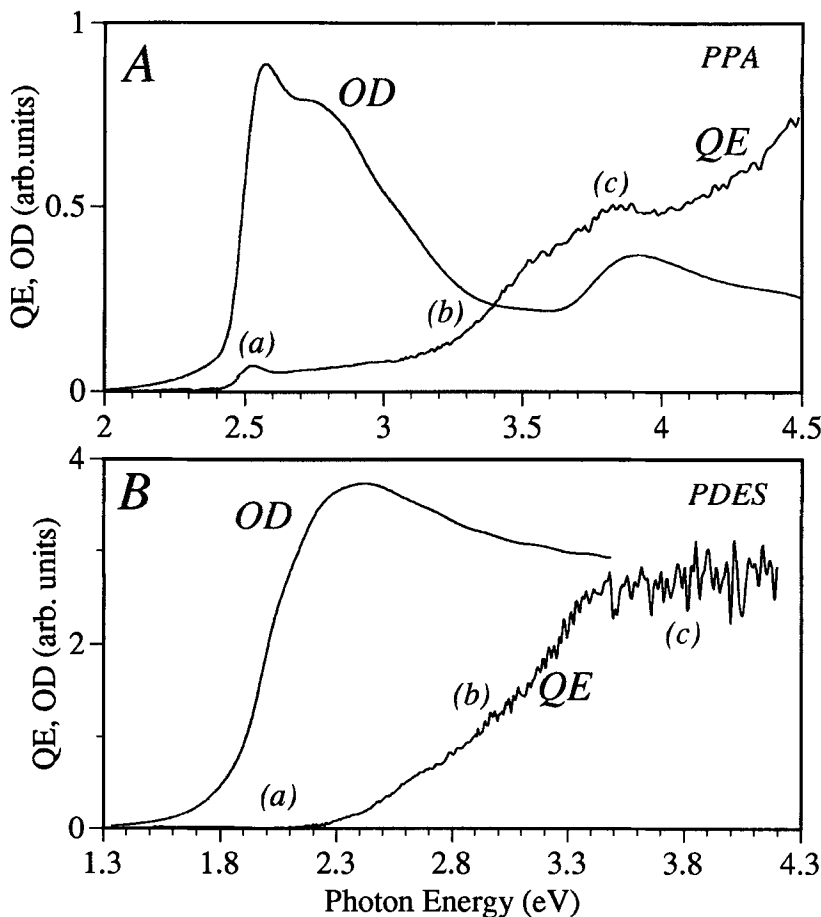 1
A
PPA
OD
QE
(c)
(b)
(a)
0.5
0
QE, OD (arb.units)
2
2.5
3
3.5
4
4.5
4
B
PDES
OD
(c)
(b)
QE
(a)
2
0
QE, OD (arb. units)
1.3
1.8
2.3
2.8
3.3
3.8
4.3
Photon Energy (eV)